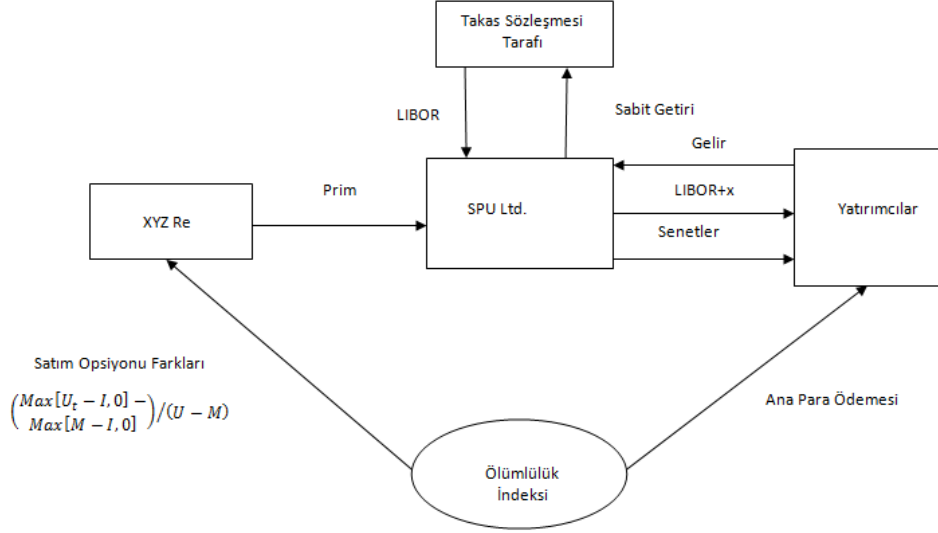 Takas Sözleşmesi
Tarafı
LIBOR
Sabit Getiri
Gelir
Prim
LIBOR+x
XYZ Re
SPU Ltd.
Yatırımcılar
Senetler
Satım Opsiyonu Farkları
(Max[U_t − I, 0] −
Max[M − I, 0])/(U − M)
Ana Para Ödemesi
Ölümlülük
İndeksi